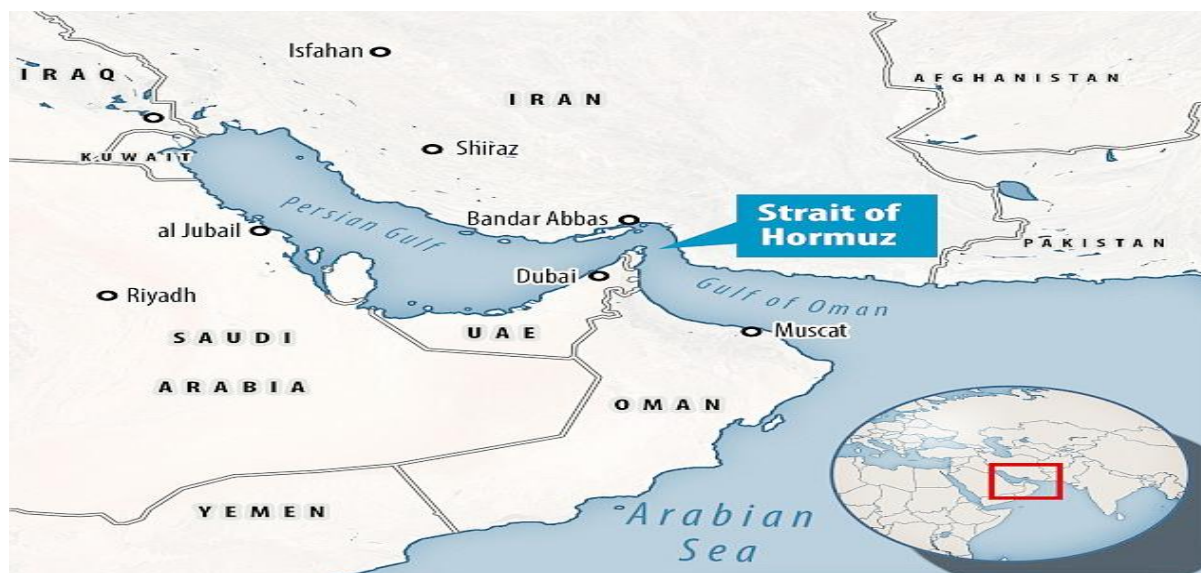 Isfahan
IRAQ
IRAN
AFGHANISTAN
KUWAIT
Shiraz
Persian Gulf
Bandar Abbas
Strait of
Hormuz
al Jubail
PAKISTAN
Dubai
Gulf of Oman
Riyadh
UAE
Muscat
SAUDI
ARABIA
OMAN
YEMEN
Arabian
Sea